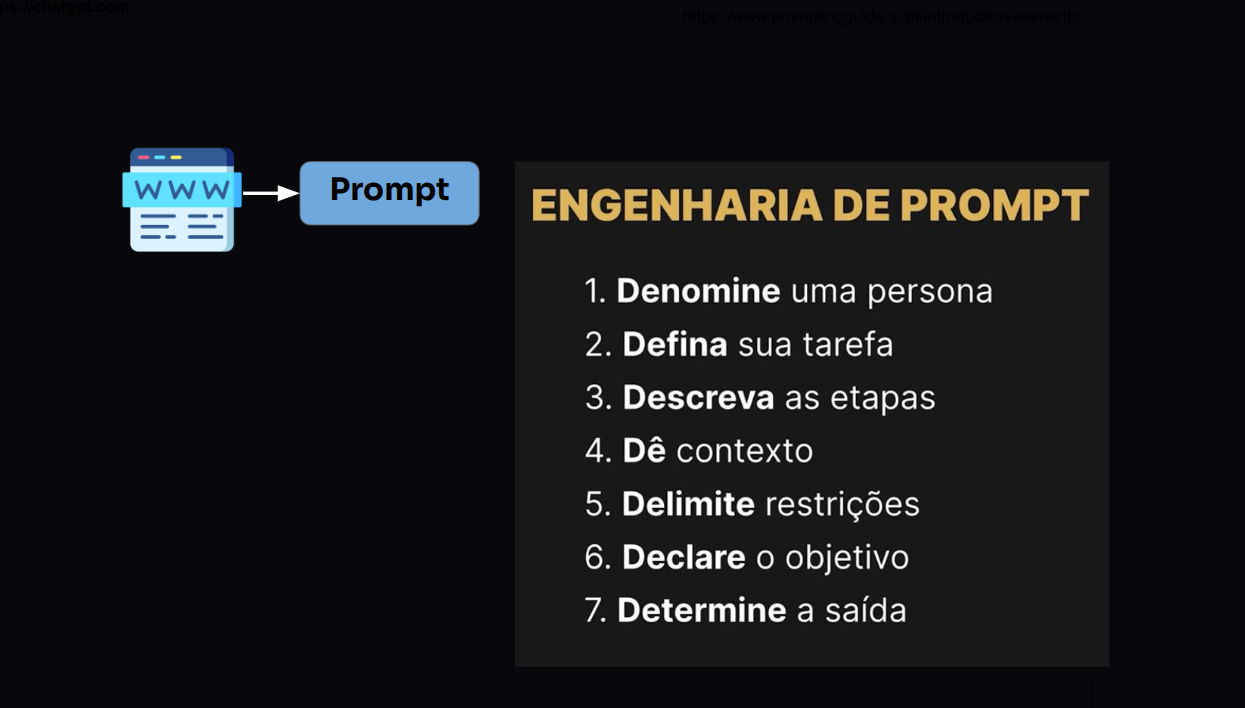 ps://chatgpt.com
https://www.promptingguide.ai/pt/introduction/elements
WWW
Prompt
ENGENHARIA DE PROMPT
1. Denomine uma persona
2. Defina sua tarefa
3. Descreva as etapas
4. Dê contexto
5. Delimite restrições
6. Declare o objetivo
7. Determine a saída